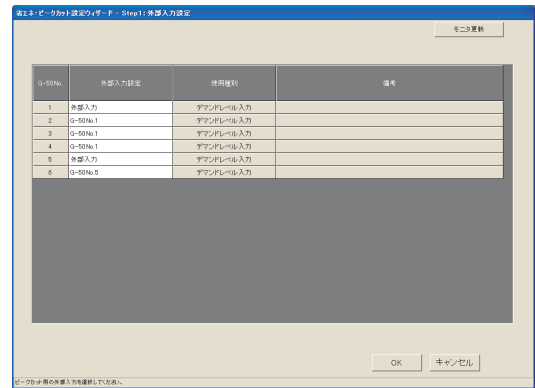 省エネ・ピークカット設定ウィザード - Step1：外部入力設定
モニタ更新
G-50No. 外部入力設定 使用種別 備考
1 外部入力 デマンドレベル入力
2 G-50No.1 デマンドレベル入力
3 G-50No.1 デマンドレベル入力
4 G-50No.1 デマンドレベル入力
5 外部入力 デマンドレベル入力
6 G-50No.5 デマンドレベル入力
OK キャンセル
ピークカット用の外部入力を選択してください。